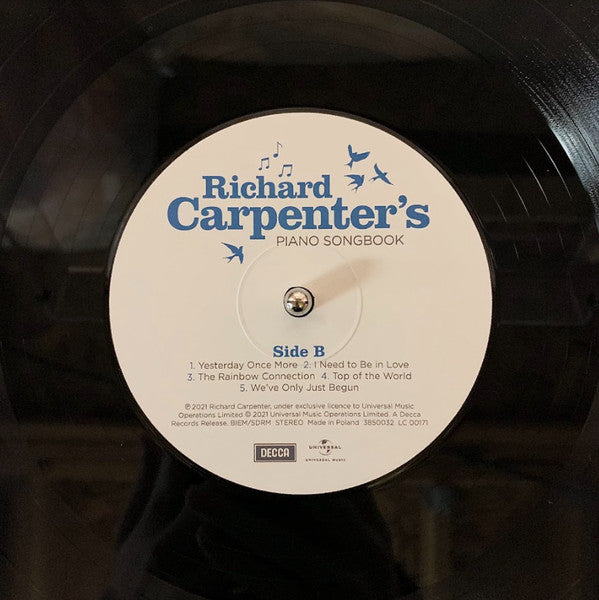 Richard
Carpenter's
PIANO SONGBOOK
Side B
1. Yesterday Once More 2. I Need to Be in Love
3. The Rainbow Connection 4. Top of the World
5. We've Only Just Begun
℗ 2021 Richard Carpenter, under exclusive licence to Universal Music
Operations Limited © 2021 Universal Music Operations Limited. A Decca
Records Release. BIEM/SDRM STEREO Made in Poland 3850032 LC 00171
DECCA
UNIVERSAL
UNIVERSAL MUSIC